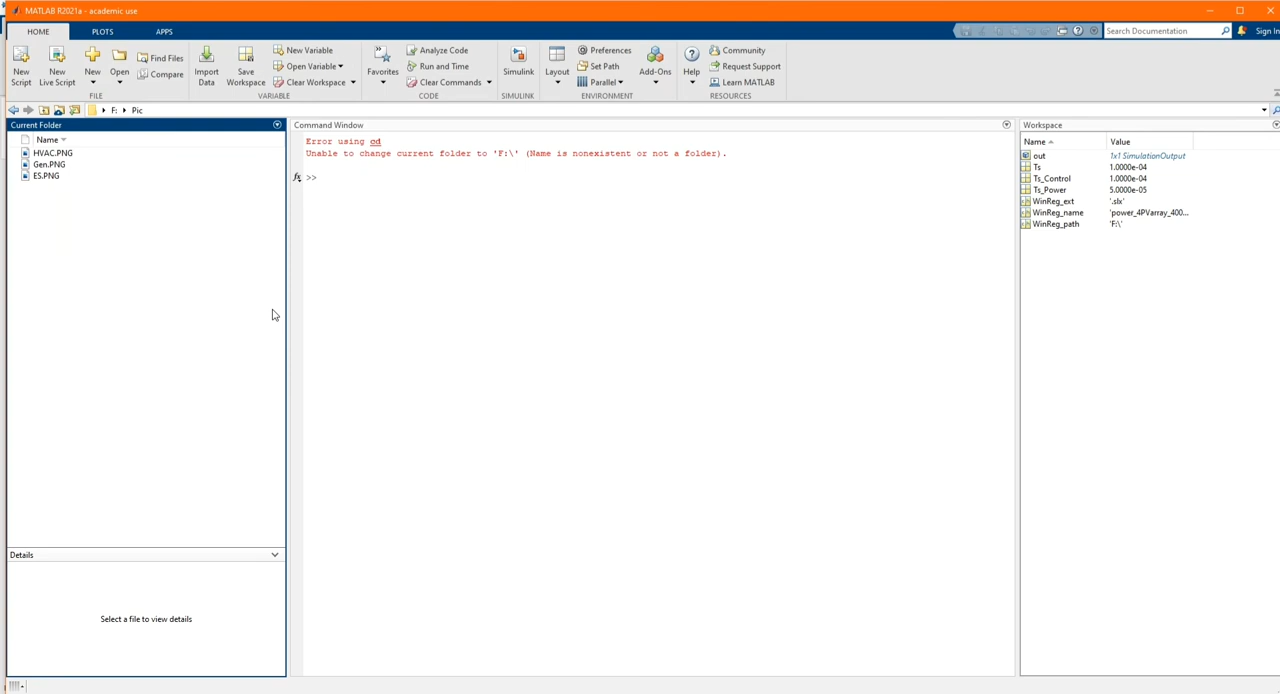 MATLAB R2021a - academic use
HOME PLOTS APPS
Search Documentation Sign In
New Script
New Live Script
New
Open
Find Files
Compare
FILE
Import Data
Save Workspace
New Variable
Open Variable
Clear Workspace
VARIABLE
Favorites
Analyze Code
Run and Time
Clear Commands
CODE
Simulink
SIMULINK
Layout
Preferences
Set Path
Parallel
Add-Ons
ENVIRONMENT
Help
Community
Request Support
Learn MATLAB
RESOURCES
F: Pic
Current Folder
Name
HVAC.PNG
Gen.PNG
ES.PNG
Details
Select a file to view details
Command Window
Error using cd
Unable to change current folder to 'F:\' (Name is nonexistent or not a folder).
fx >>
Workspace
Name Value
out 1x1 SimulationOutput
Ts 1.0000e-04
Ts_Control 1.0000e-04
Ts_Power 5.0000e-05
WinReg_ext '.slx'
WinReg_name 'power_4PVarray_400...
WinReg_path 'F:\'